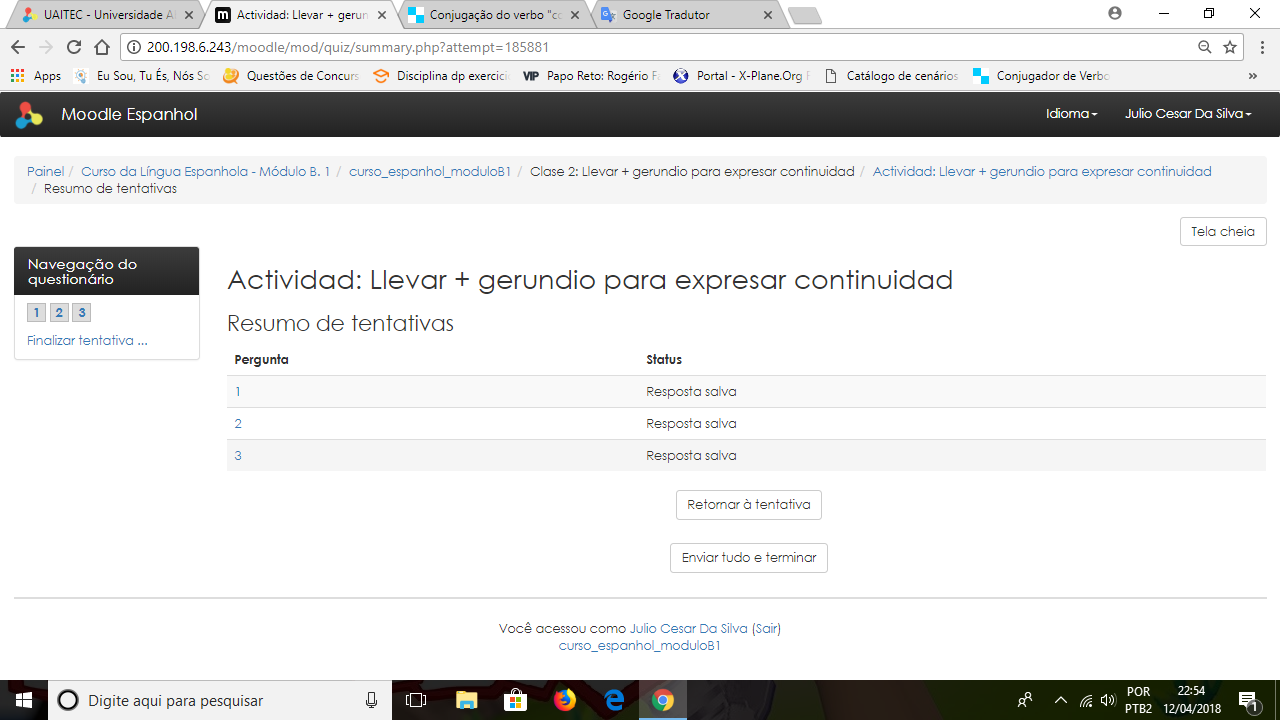 UAITEC - Universidade A
Actividad: Llevar + gerun
Conjugação do verbo "co
Google Tradutor
200.198.6.243/moodle/mod/quiz/summary.php?attempt=185881
Apps
Eu Sou, Tu És, Nós So
Questões de Concurs
Disciplina dp exercici
VIP Papo Reto: Rogério F
Portal - X-Plane.Org F
Catálogo de cenários
Conjugador de Verbo
»
Moodle Espanhol
Idioma
Julio Cesar Da Silva
Painel / Curso da Língua Espanhola - Módulo B. 1 / curso_espanhol_moduloB1 / Clase 2: Llevar + gerundio para expresar continuidad / Actividad: Llevar + gerundio para expresar continuidad
/ Resumo de tentativas
Tela cheia
Navegação do
questionário
1 2 3
Finalizar tentativa ...
Actividad: Llevar + gerundio para expresar continuidad
Resumo de tentativas
Pergunta Status
1 Resposta salva
2 Resposta salva
3 Resposta salva
Retornar à tentativa
Enviar tudo e terminar
Você acessou como Julio Cesar Da Silva (Sair)
curso_espanhol_moduloB1
Digite aqui para pesquisar
POR
PTB2
22:54
12/04/2018
1